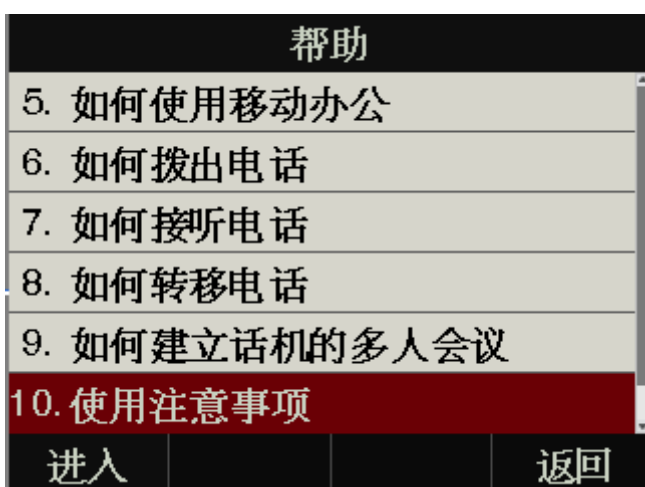 帮助
5. 如何使用移动办公
6. 如何拨出电话
7. 如何接听电话
8. 如何转移电话
9. 如何建立话机的多人会议
10. 使用注意事项
进入 返回